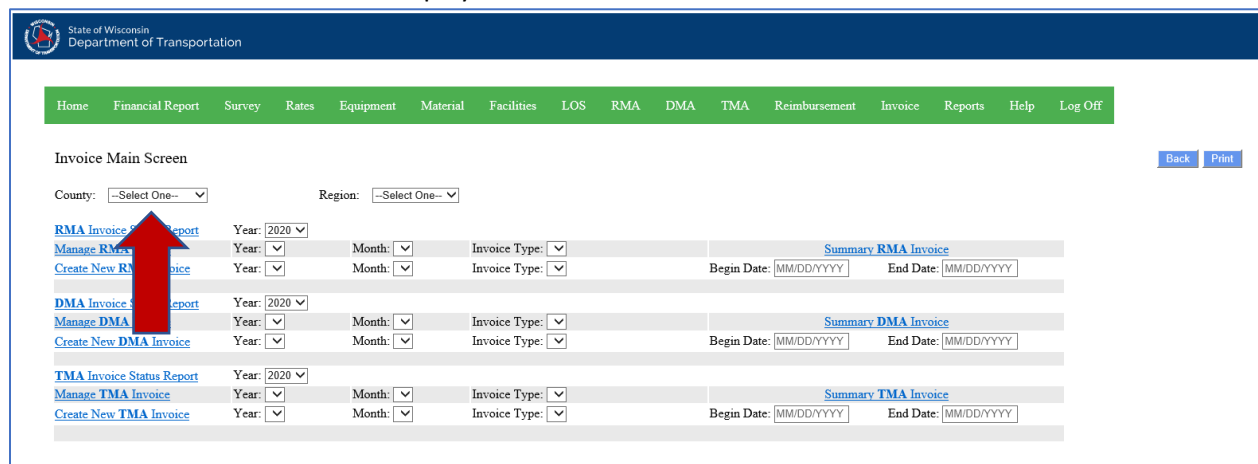 State of Wisconsin
Department of Transportation
Home Financial Report Survey Rates Equipment Material Facilities LOS RMA DMA TMA Reimbursement Invoice Reports Help Log Off
Invoice Main Screen Back Print
County: --Select One-- Region: --Select One--
RMA Invoice Report Year: 2020
Manage RMA Year: Month: Invoice Type: Summary RMA Invoice
Create New Year: Month: Invoice Type: Begin Date: MM/DD/YYYY End Date: MM/DD/YYYY
DMA Report Year: 2020
Manage DMA Year: Month: Invoice Type: Summary DMA Invoice
Create New DMA Invoice Year: Month: Invoice Type: Begin Date: MM/DD/YYYY End Date: MM/DD/YYYY
TMA Invoice Status Report Year: 2020
Manage TMA Invoice Year: Month: Invoice Type: Summary TMA Invoice
Create New TMA Invoice Year: Month: Invoice Type: Begin Date: MM/DD/YYYY End Date: MM/DD/YYYY